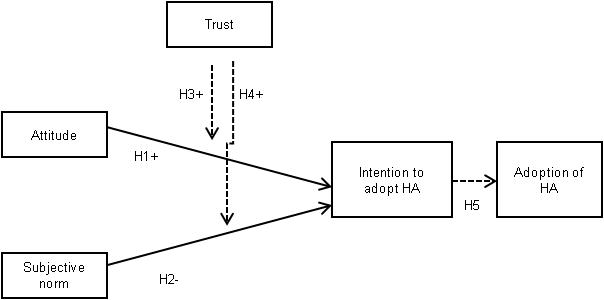 Trust
H3+
H4+
Attitude
H1+
Intention to
adopt HA
Adoption of
HA
H5
Subjective
norm
H2-